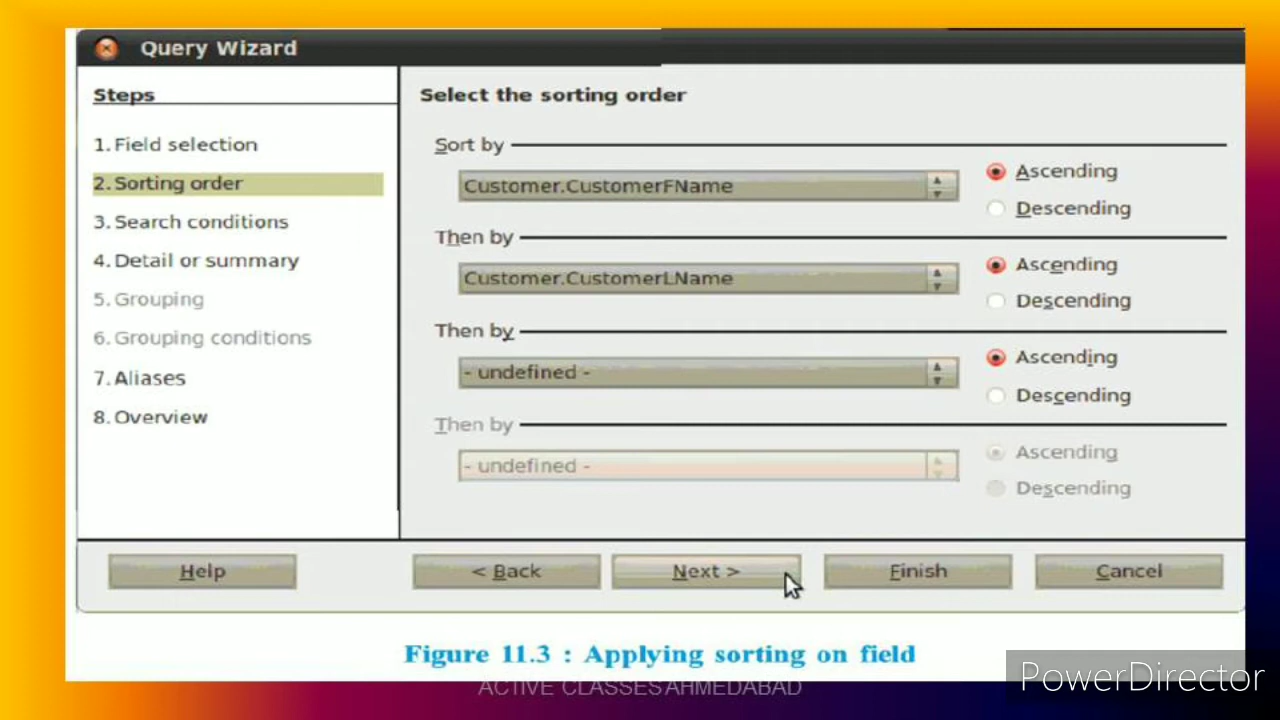 Query Wizard
Steps
1. Field selection
2. Sorting order
3. Search conditions
4. Detail or summary
5. Grouping
6. Grouping conditions
7. Aliases
8. Overview
Select the sorting order
Sort by
Customer.CustomerFName
Ascending
Descending
Then by
Customer.CustomerLName
Ascending
Descending
Then by
- undefined -
Ascending
Descending
Then by
- undefined -
Ascending
Descending
Help
< Back
Next >
Finish
Cancel
Figure 11.3 : Applying sorting on field
ACTIVE CLASSES AHMEDABAD
PowerDirector